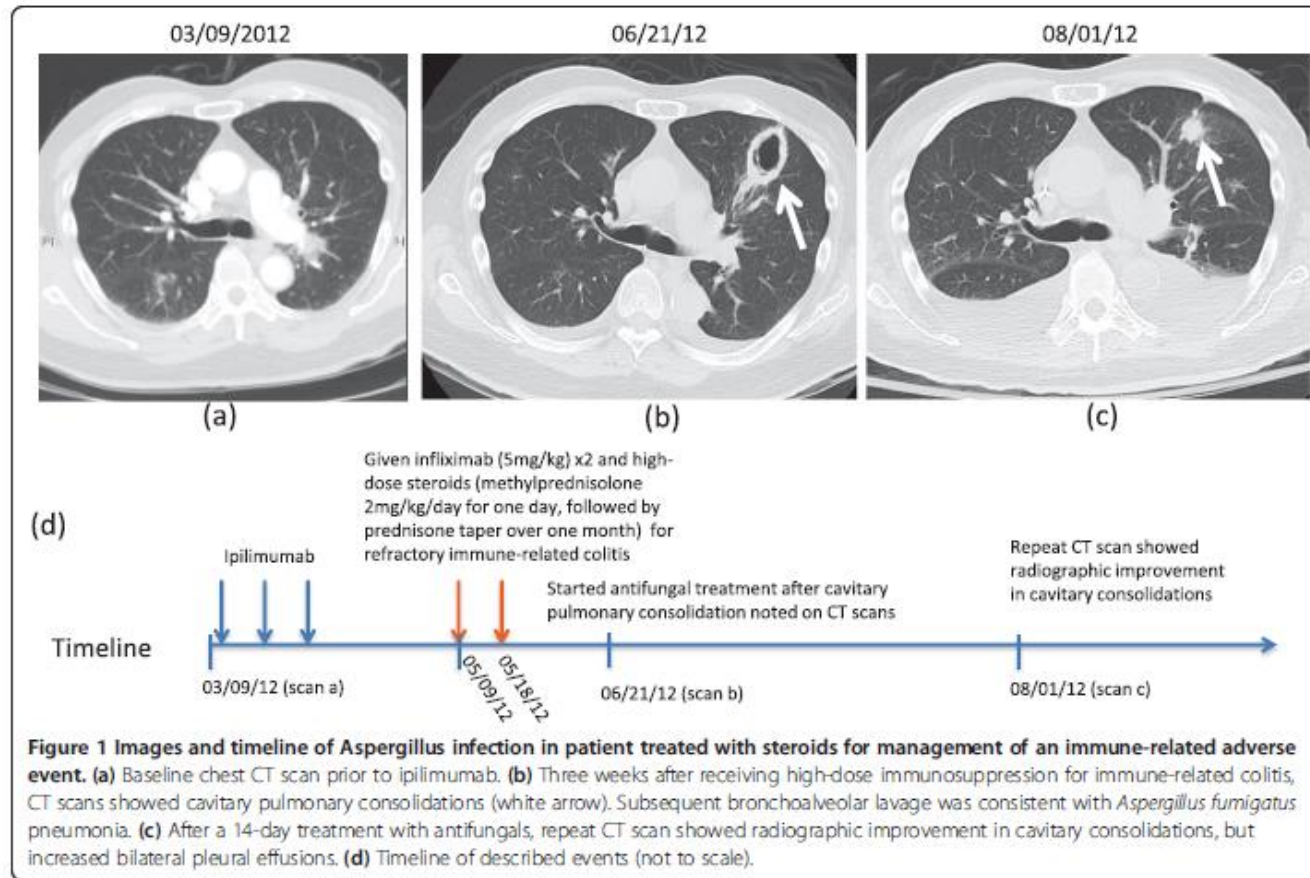 03/09/2012
06/21/12
08/01/12
(a)
(b)
(c)
Given infliximab (5mg/kg) x2 and high-
dose steroids (methylprednisolone
2mg/kg/day for one day, followed by
prednisone taper over one month) for
refractory immune-related colitis
(d)
Ipilimumab
Started antifungal treatment after cavitary
pulmonary consolidation noted on CT scans
Repeat CT scan showed
radiographic improvement
in cavitary consolidations
Timeline
03/09/12 (scan a)
05/09/12
05/18/12
06/21/12 (scan b)
08/01/12 (scan c)
Figure 1 Images and timeline of Aspergillus infection in patient treated with steroids for management of an immune-related adverse
event. (a) Baseline chest CT scan prior to ipilimumab. (b) Three weeks after receiving high-dose immunosuppression for immune-related colitis,
CT scans showed cavitary pulmonary consolidations (white arrow). Subsequent bronchoalveolar lavage was consistent with Aspergillus fumigatus
pneumonia. (c) After a 14-day treatment with antifungals, repeat CT scan showed radiographic improvement in cavitary consolidations, but
increased bilateral pleural effusions. (d) Timeline of described events (not to scale).